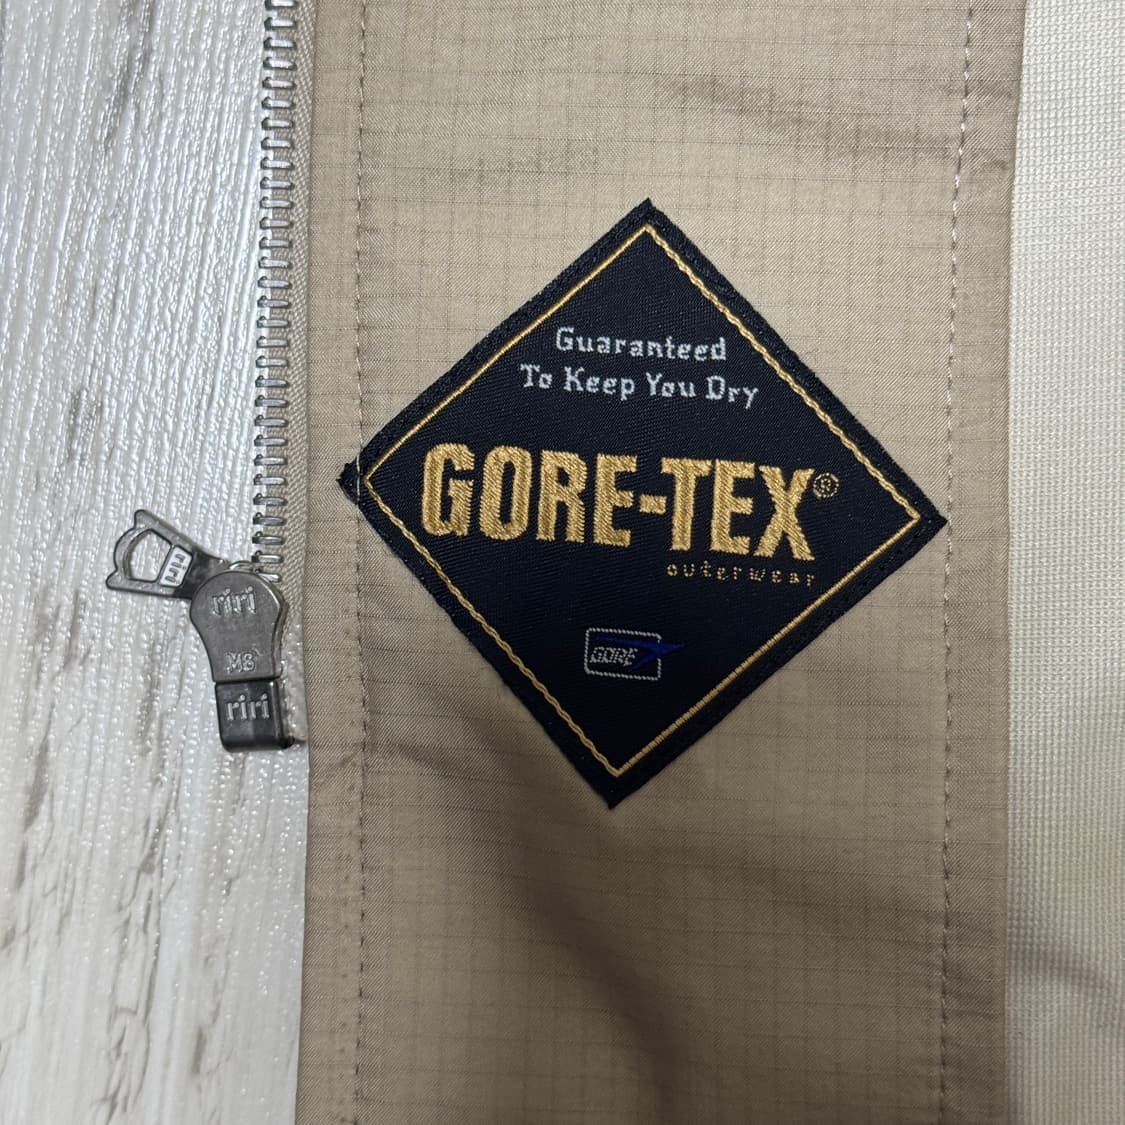 Guaranteed
To Keep You Dry
GORE-TEX®
outerwear
GORE
riri
riri
M8
riri